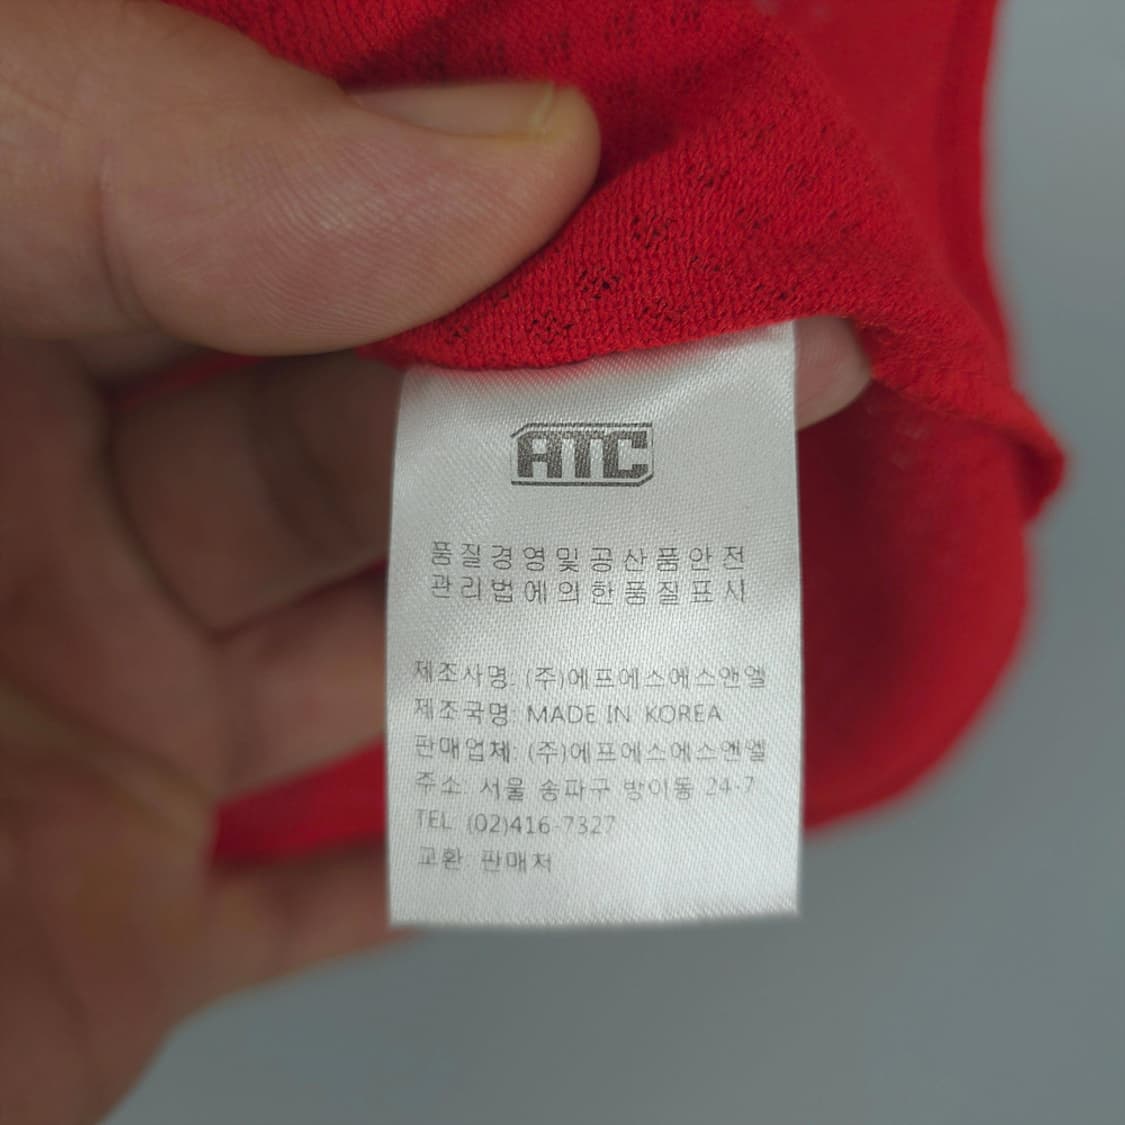 ATC
품질경영및공산품안전
관리법에의한품질표시
제조사명: (주)에프에스에스앤엘
제조국명: MADE IN KOREA
판매업체: (주)에프에스에스앤엘
주소: 서울 송파구 방이동 24-7
TEL (02)416-7327
교환 판매처